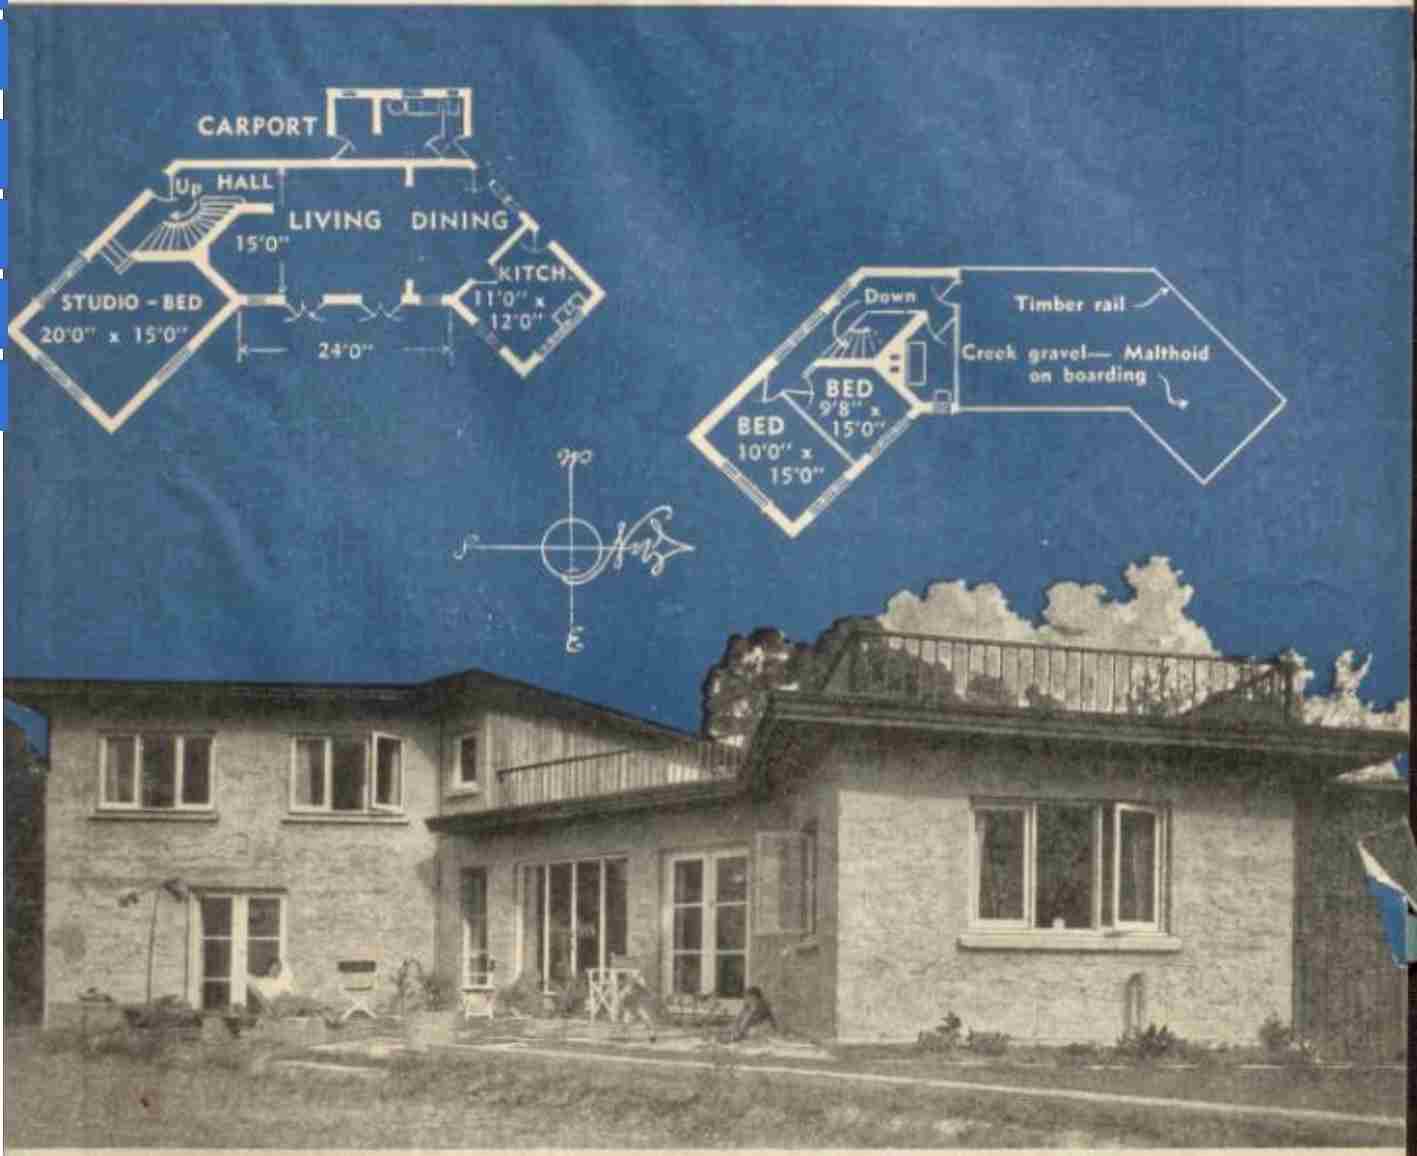 CARPORT
Up HALL
LIVING DINING
15'0"
KITCH.
11'0" x
12'0"
STUDIO - BED
20'0" x 15'0"
24'0"
Down
Timber rail
Creek gravel— Malthoid
on boarding
BED
9'8" x
15'0"
BED
10'0" x
15'0"
W
S
N
E